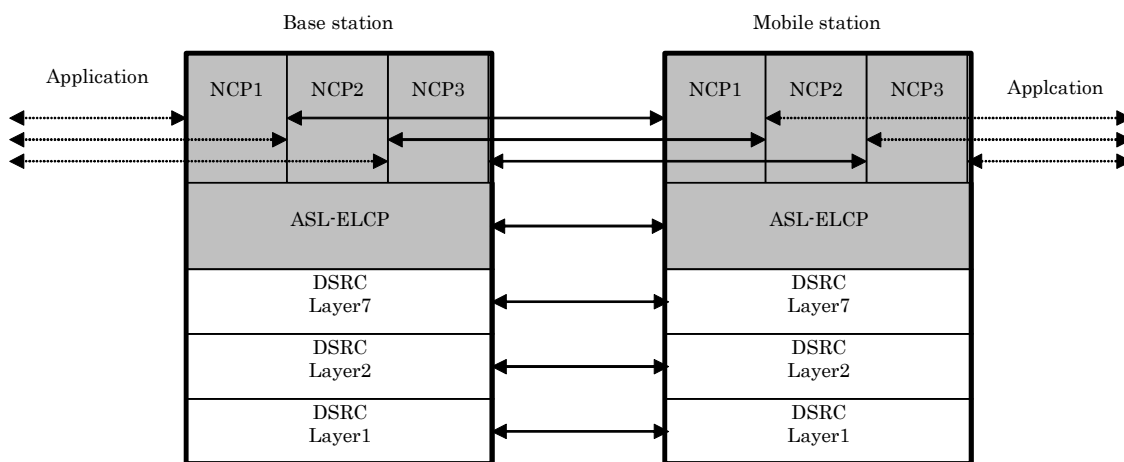 Base station
Mobile station
Application
Applcation
NCP1 NCP2 NCP3
NCP1 NCP2 NCP3
ASL-ELCP
ASL-ELCP
DSRC
Layer7
DSRC
Layer7
DSRC
Layer2
DSRC
Layer2
DSRC
Layer1
DSRC
Layer1